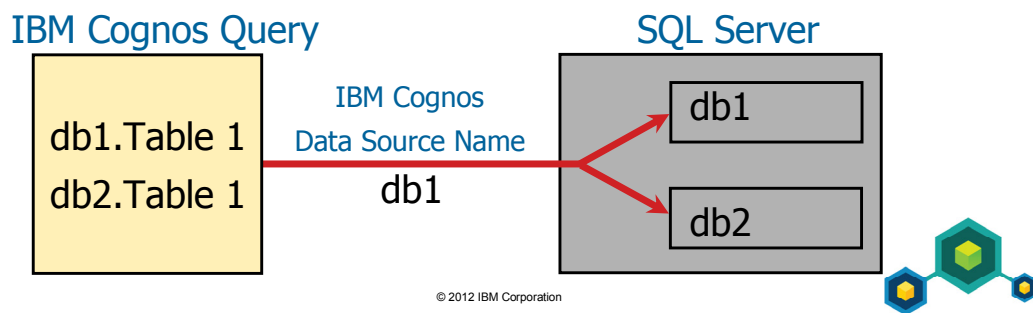 IBM Cognos Query
SQL Server
db1.Table 1
db2.Table 1
IBM Cognos
Data Source Name
db1
db1
db2
© 2012 IBM Corporation